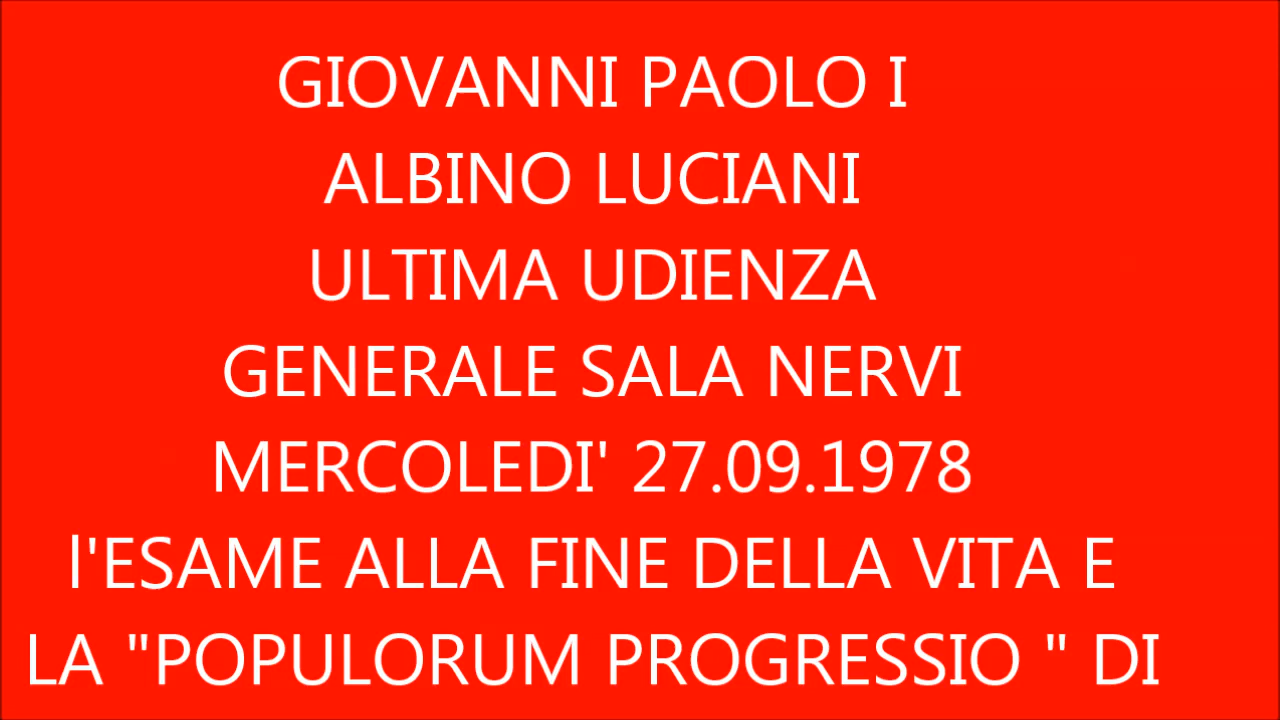 GIOVANNI PAOLO I
ALBINO LUCIANI
ULTIMA UDIENZA
GENERALE SALA NERVI
MERCOLEDI' 27.09.1978
l'ESAME ALLA FINE DELLA VITA E
LA "POPULORUM PROGRESSIO " DI